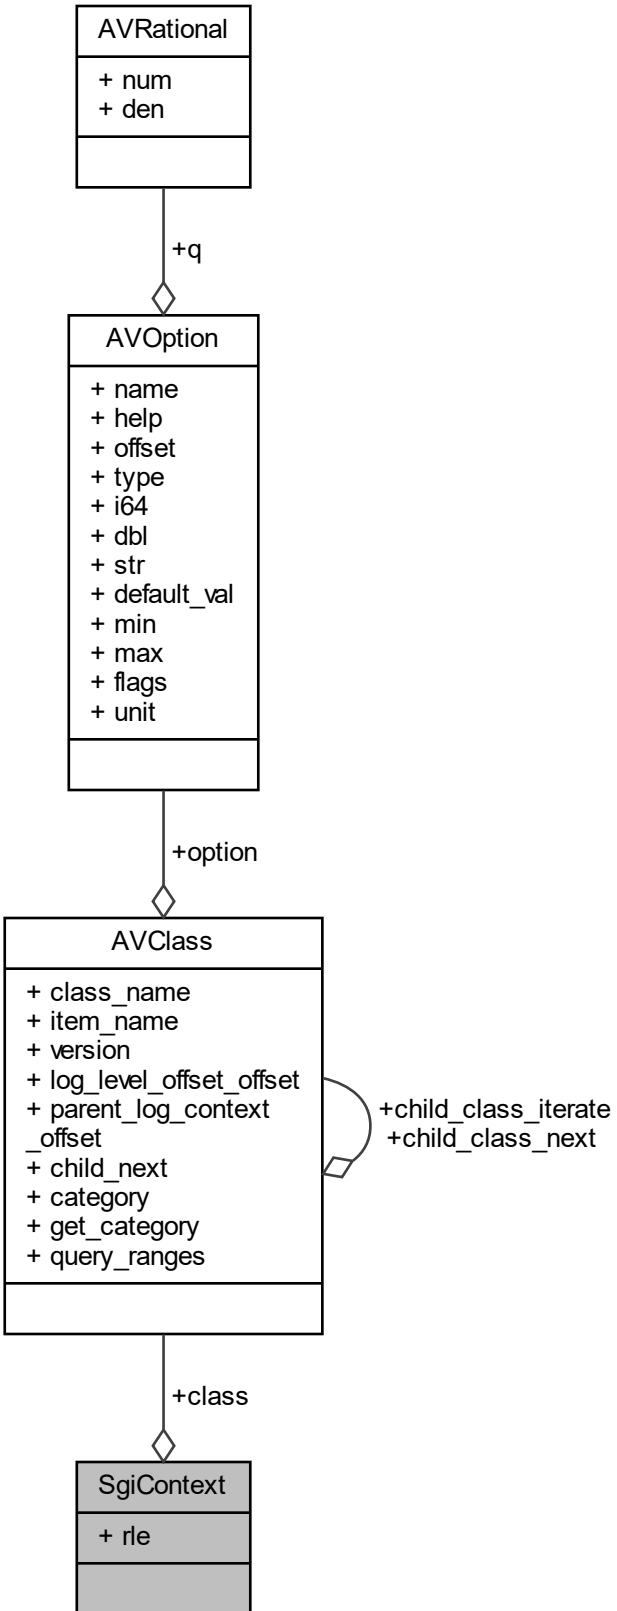 AVRational
+ num
+ den
+q
AVOption
+ name
+ help
+ offset
+ type
+ i64
+ dbl
+ str
+ default_val
+ min
+ max
+ flags
+ unit
+option
AVClass
+ class_name
+ item_name
+ version
+ log_level_offset_offset
+ parent_log_context
_offset
+ child_next
+ category
+ get_category
+ query_ranges
+child_class_iterate
+child_class_next
+class
SgiContext
+ rle